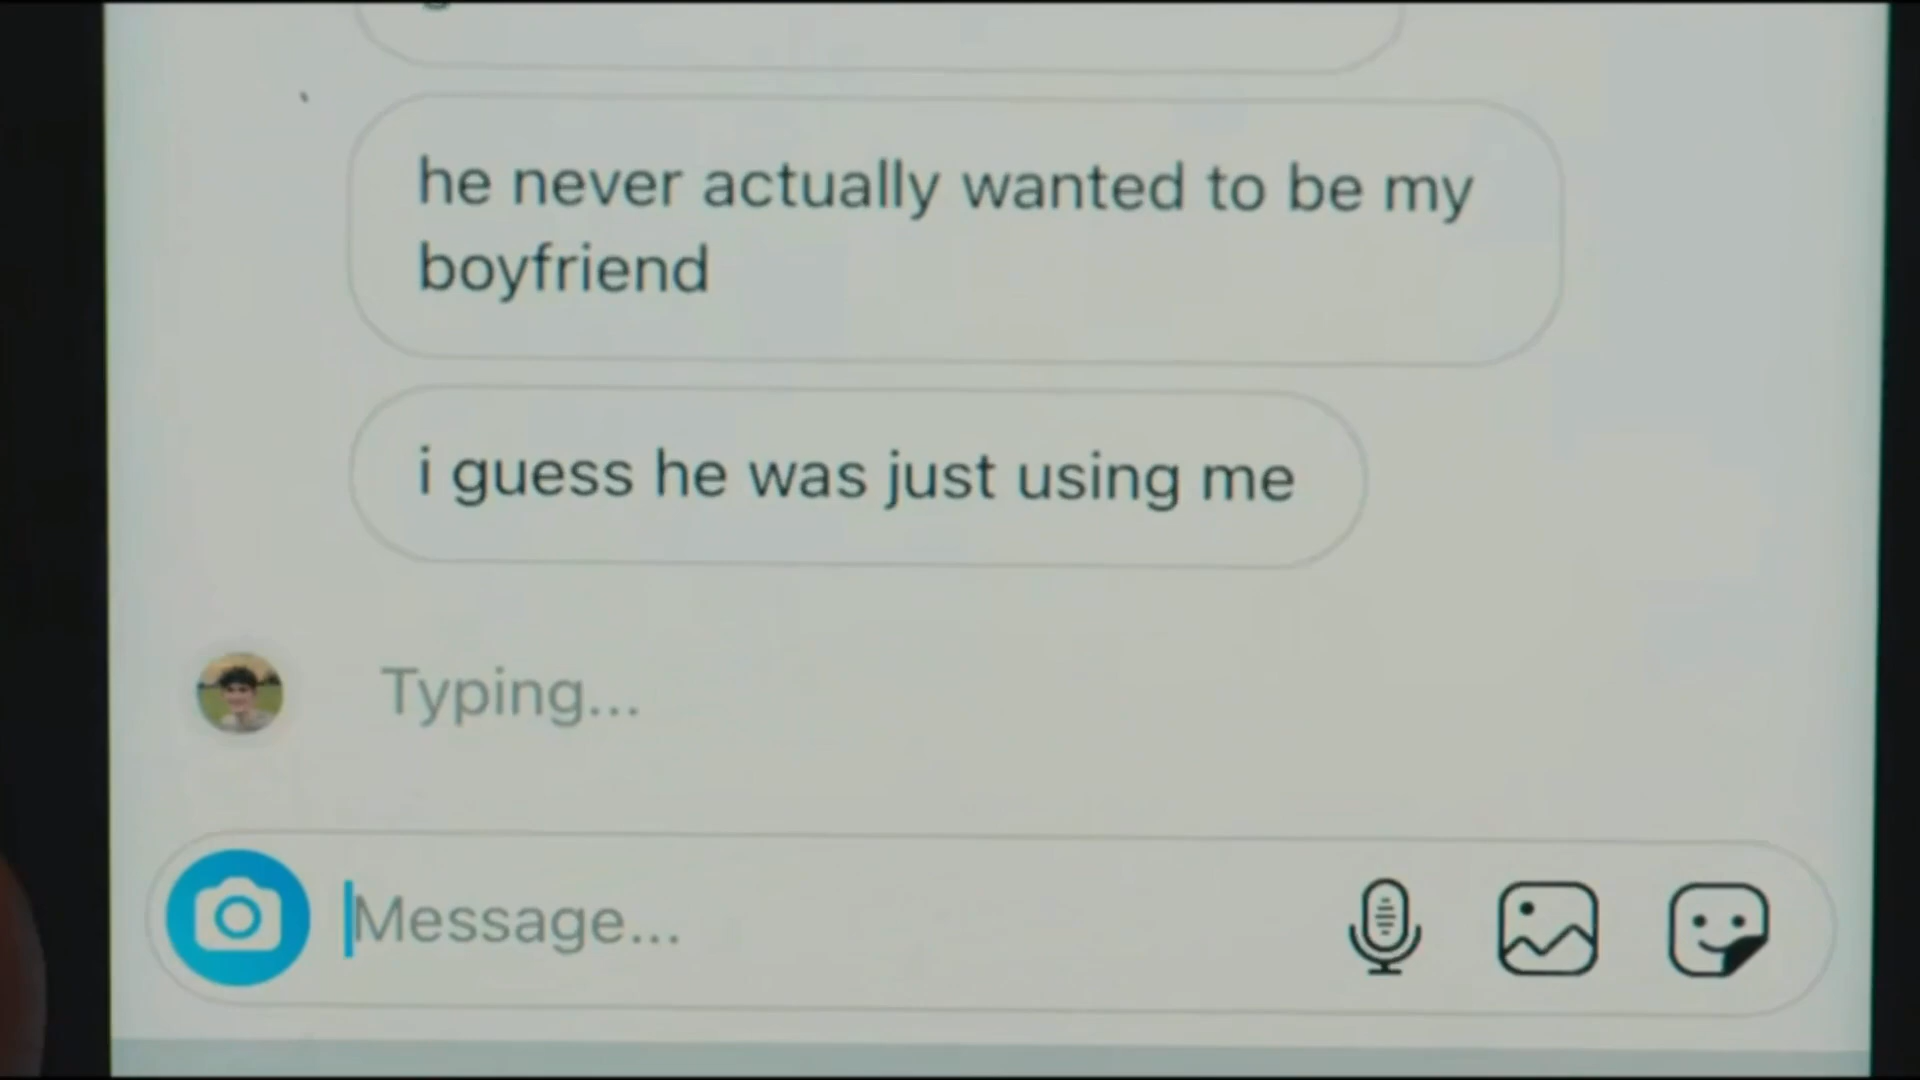 he never actually wanted to be my
boyfriend
i guess he was just using me
Typing...
Message...